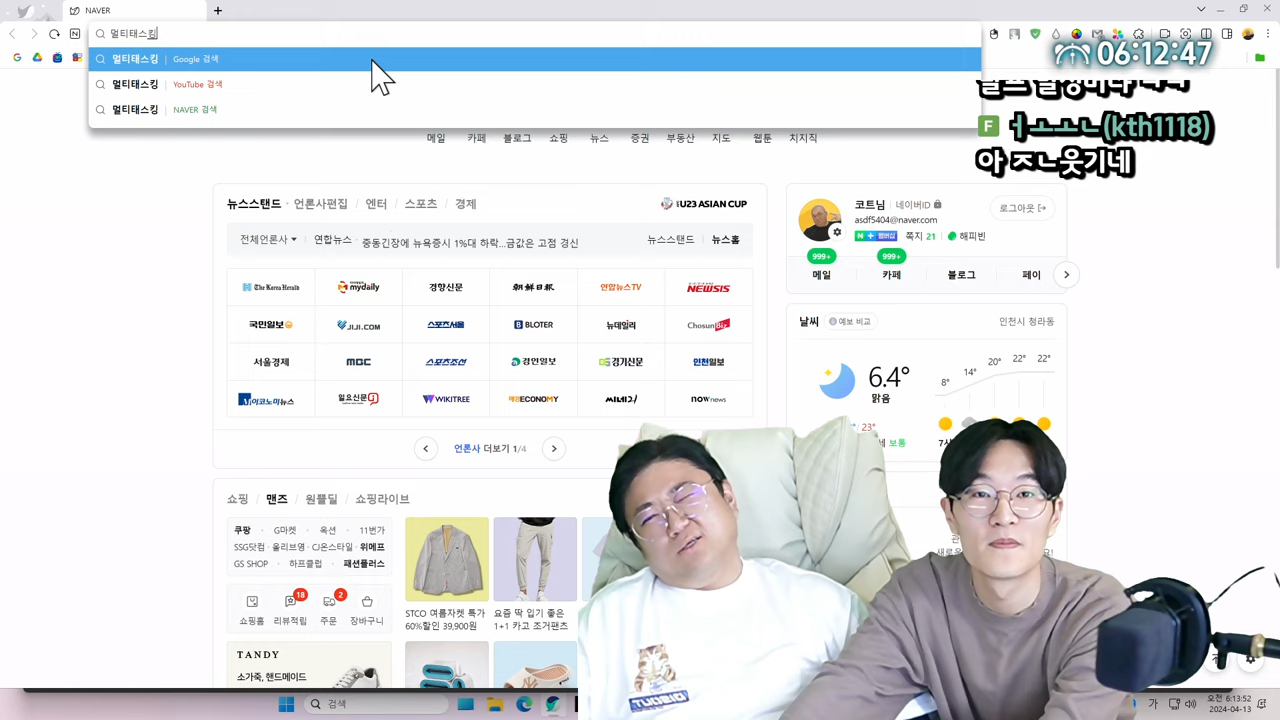 NAVER
멀티태스킹
멀티태스킹 Google 검색
멀티태스킹 YouTube 검색
멀티태스킹 NAVER 검색
06:12:47
ㅓㅗㅗㄴ(kth1118)
아 ㅈㄴ웃기네
메일 카페 블로그 쇼핑 뉴스 증권 부동산 지도 웹툰 치지직
뉴스스탠드 · 언론사편집 / 엔터 / 스포츠 / 경제
U23 ASIAN CUP
전체언론사 연합뉴스 중동긴장에 뉴욕증시 1%대 하락…금값은 고점 경신
뉴스스탠드 뉴스홈
The Korea Herald mydaily 경향신문 朝鮮日報 연합뉴스TV NEWSIS
국민일보 JIJI.COM 스포츠서울 BLOTER 뉴데일리 ChosunBiz
서울경제 MBC 스포츠조선 경인일보 경기신문 인천일보
이코노미뉴스 일요신문 WIKITREE 매경ECONOMY 씨네21 nownews
언론사 더보기 1/4
코트님 네이버ID
로그아웃
asdf5404@naver.com
N + 멤버십 쪽지 21 해피빈
999+ 999+
메일 카페 블로그 페이
날씨 예보 비교 인천시 청라동
6.4°
맑음
8° 14° 20° 22° 22°
23°
보통
7시
쇼핑 / 맨즈 / 원쁠딜 / 쇼핑라이브
쿠팡 · G마켓 · 옥션 · 11번가
SSG닷컴 · 올리브영 · CJ온스타일 · 위메프
GS SHOP · 하프클럽 · 패션플러스
18 2
쇼핑홈 리뷰적립 주문 장바구니
STCO 여름자켓 특가
60%할인 39,900원
요즘 딱 입기 좋은
1+1 카고 조거팬츠
TANDY
소가죽, 핸드메이드
검색
가
오전 6:13:52
2024-04-13